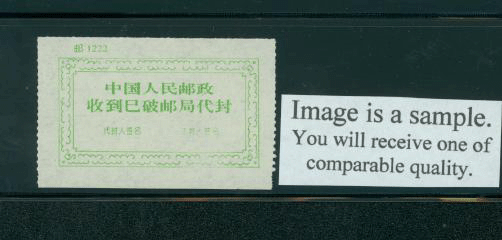 邮 1222
中国人民邮政
收到已破邮局代封
代封人签名 月 日
Image is a sample.
You will receive one of
comparable quality.